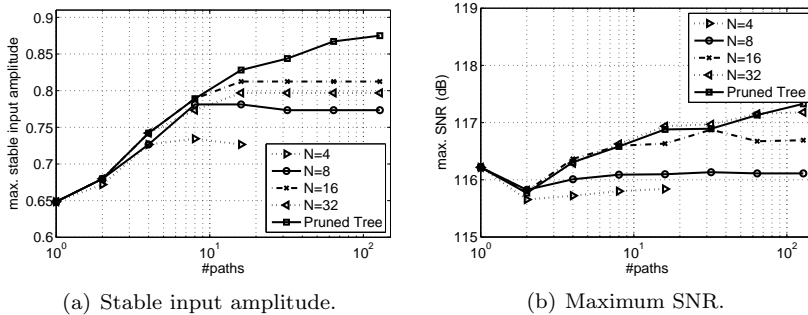 0.9
0.85
0.8
0.75
0.7
0.65
0.6
max. stable input amplitude
10^0
10^1
10^2
#paths
N=4
N=8
N=16
N=32
Pruned Tree
(a) Stable input amplitude.
119
118
117
116
115
max. SNR (dB)
10^0
10^1
10^2
#paths
N=4
N=8
N=16
N=32
Pruned Tree
(b) Maximum SNR.